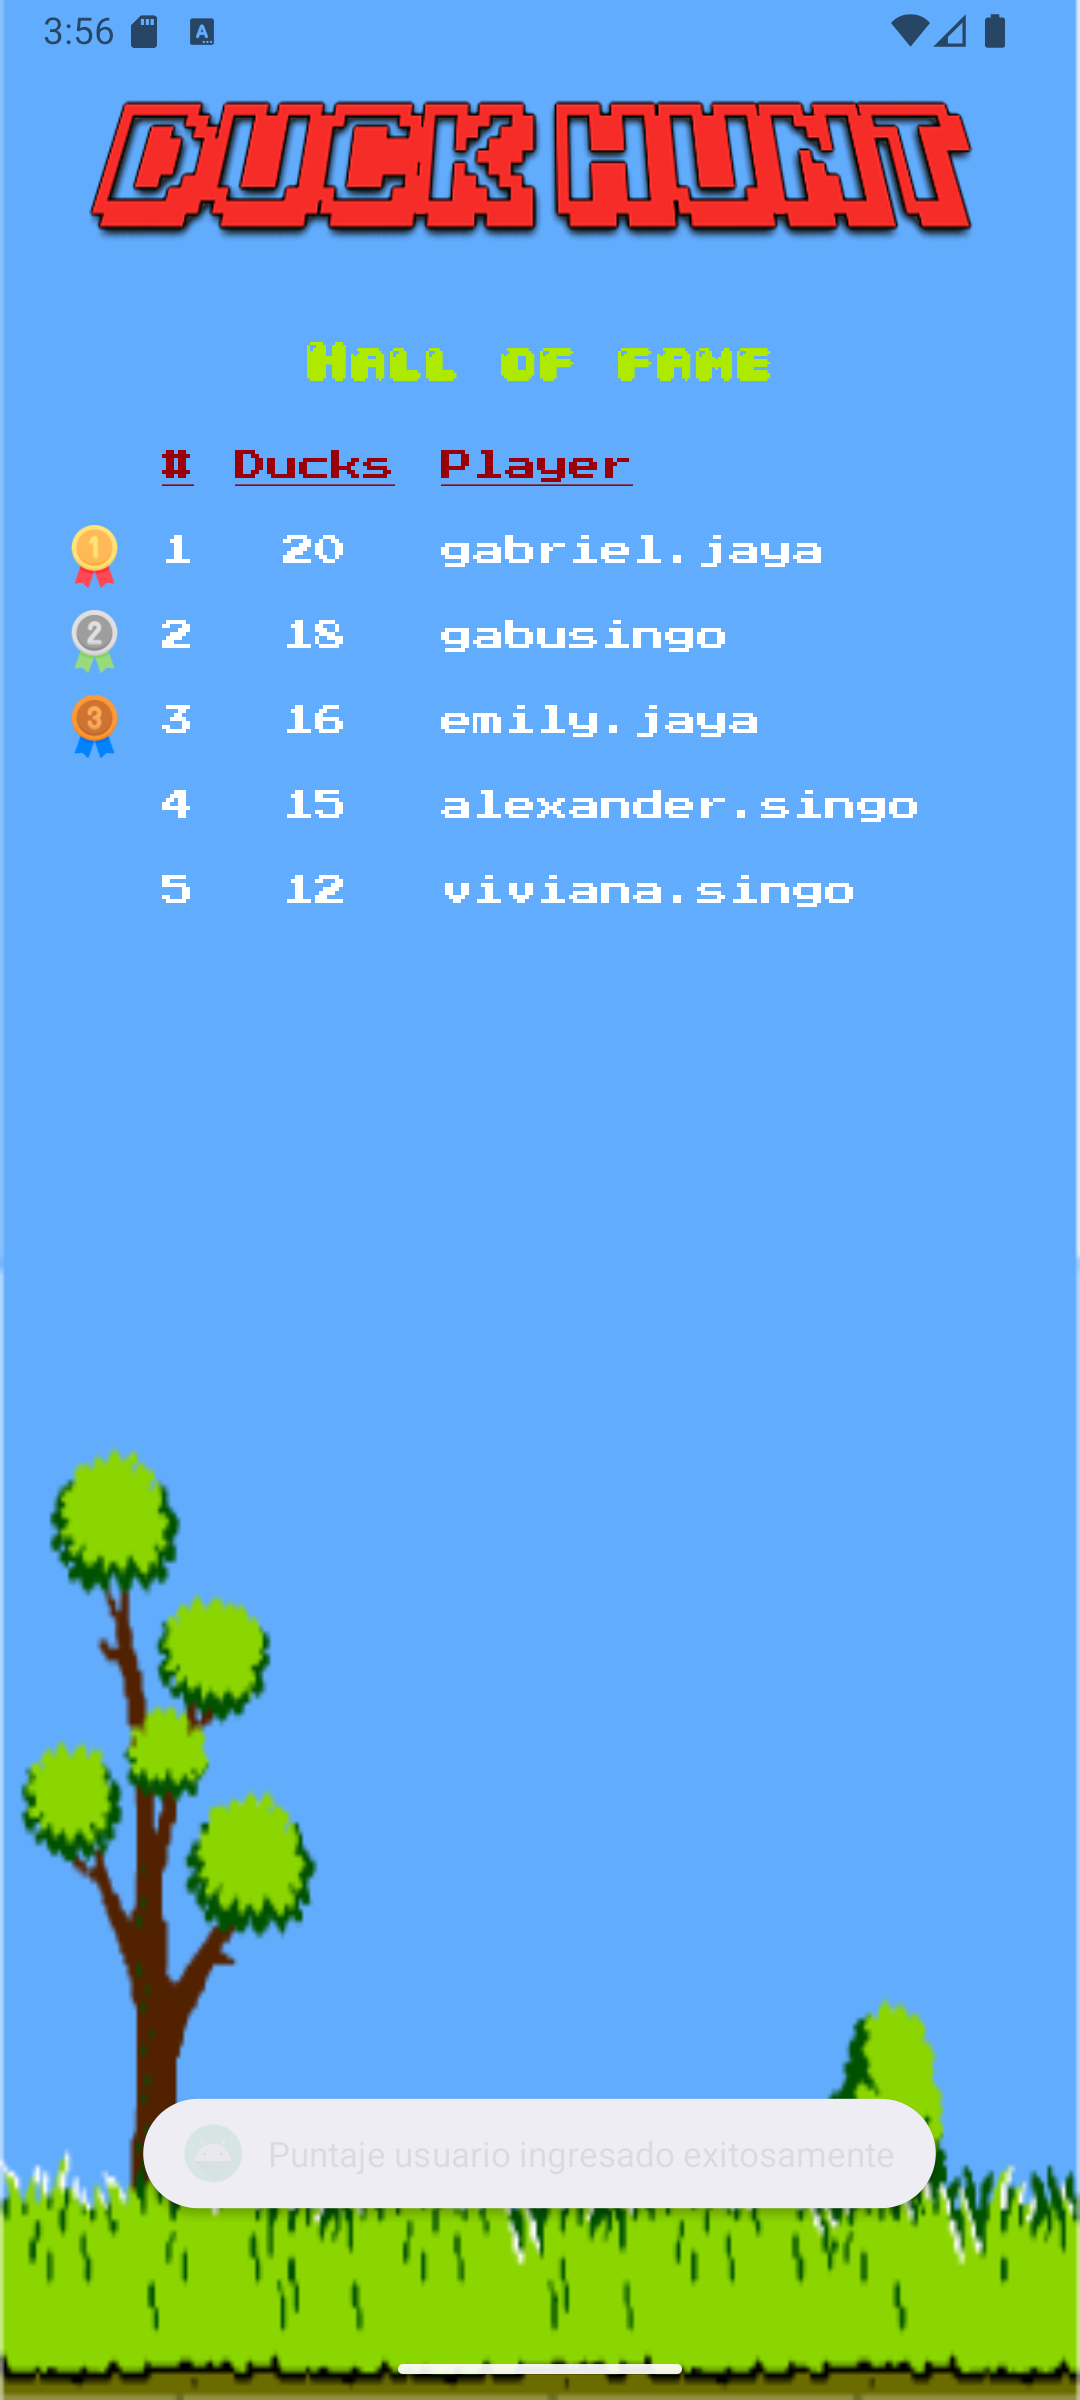 3:56
DUCK HUNT
Hall of fame
# Ducks Player
1 20 gabriel.jaya
2 18 gabusingo
3 16 emily.jaya
4 15 alexander.singo
5 12 viviana.singo
Puntaje usuario ingresado exitosamente